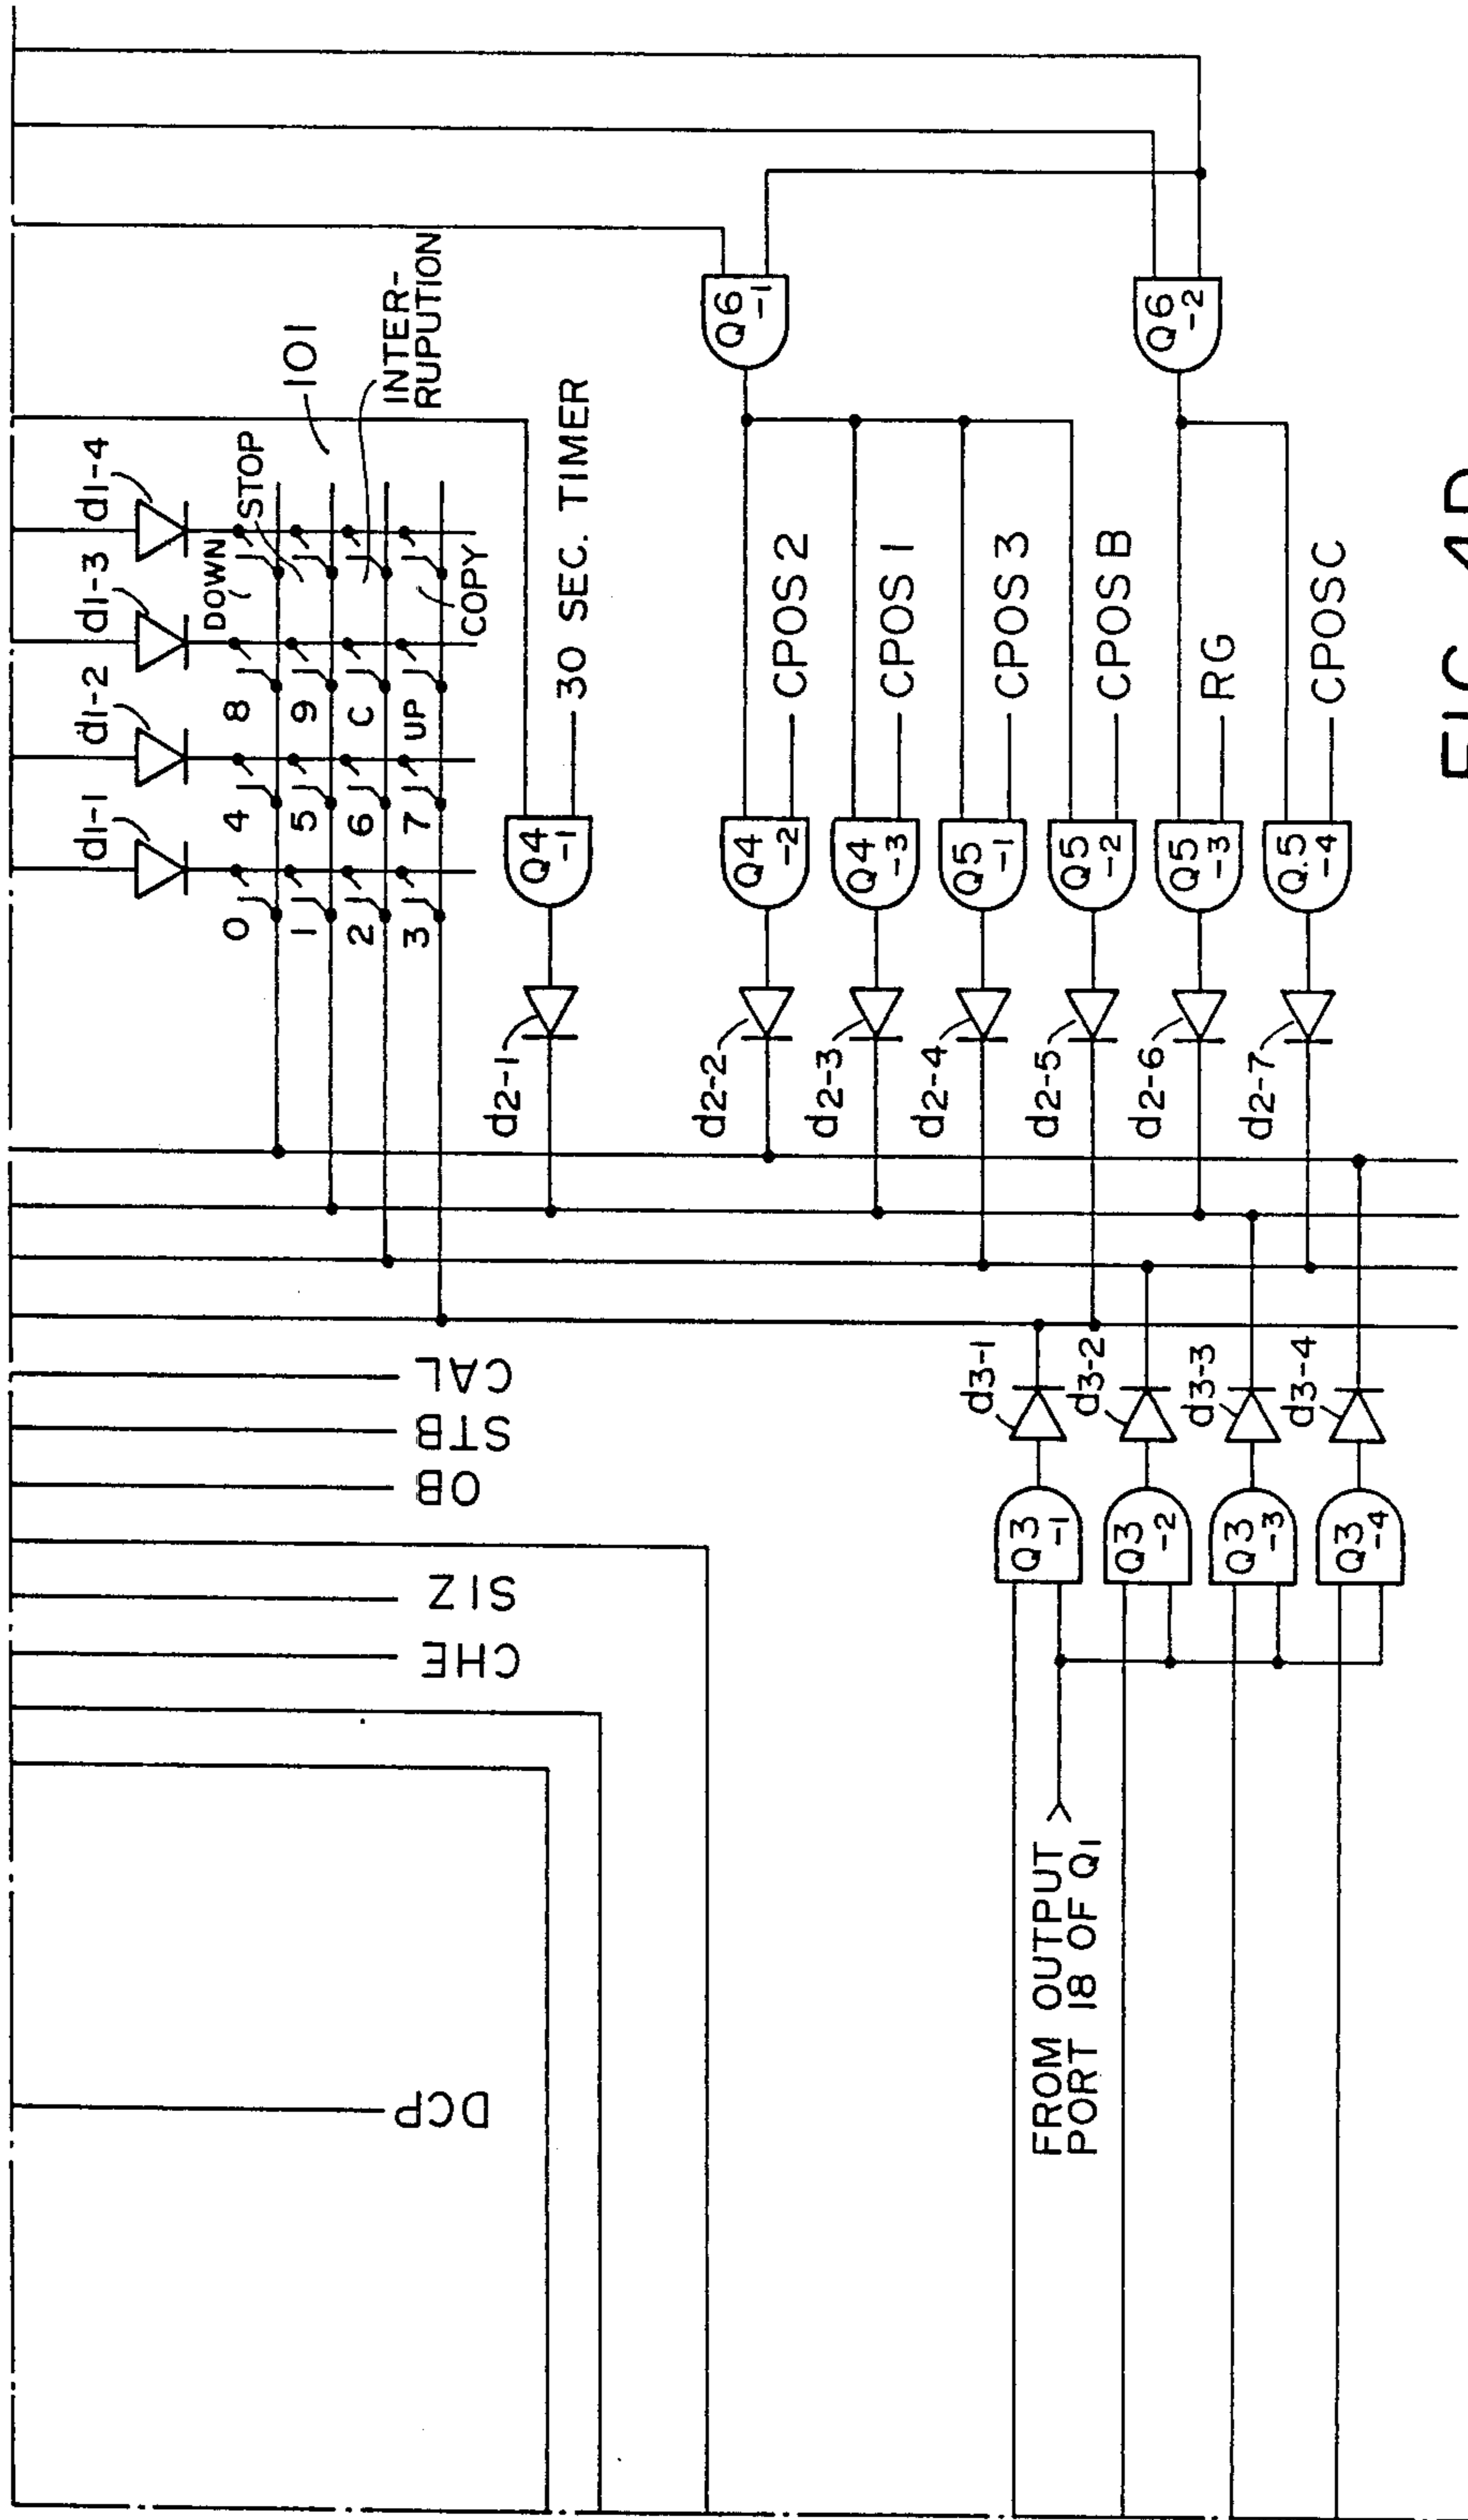 d1-1
d1-2
d1-3
d1-4
DOWN
STOP
101
INTER-
RUPUTION
COPY
0
4
8
1
5
9
2
6
C
3
7
UP
Q4
-1
30 SEC. TIMER
d2-1
Q6
-1
Q6
-2
Q4
-2
CPOS 2
d2-2
Q4
-3
CPOS 1
d2-3
Q5
-1
CPOS 3
d2-4
Q5
-2
CPOS B
d2-5
Q5
-3
RG
d2-6
Q.5
-4
CPOSC
d2-7
CAL
STB
OB
SIZ
CHE
DCP
d3-1
d3-2
d3-3
d3-4
Q3
-1
Q3
-2
Q3
-3
Q3
-4
FROM OUTPUT
PORT 18 OF Q1